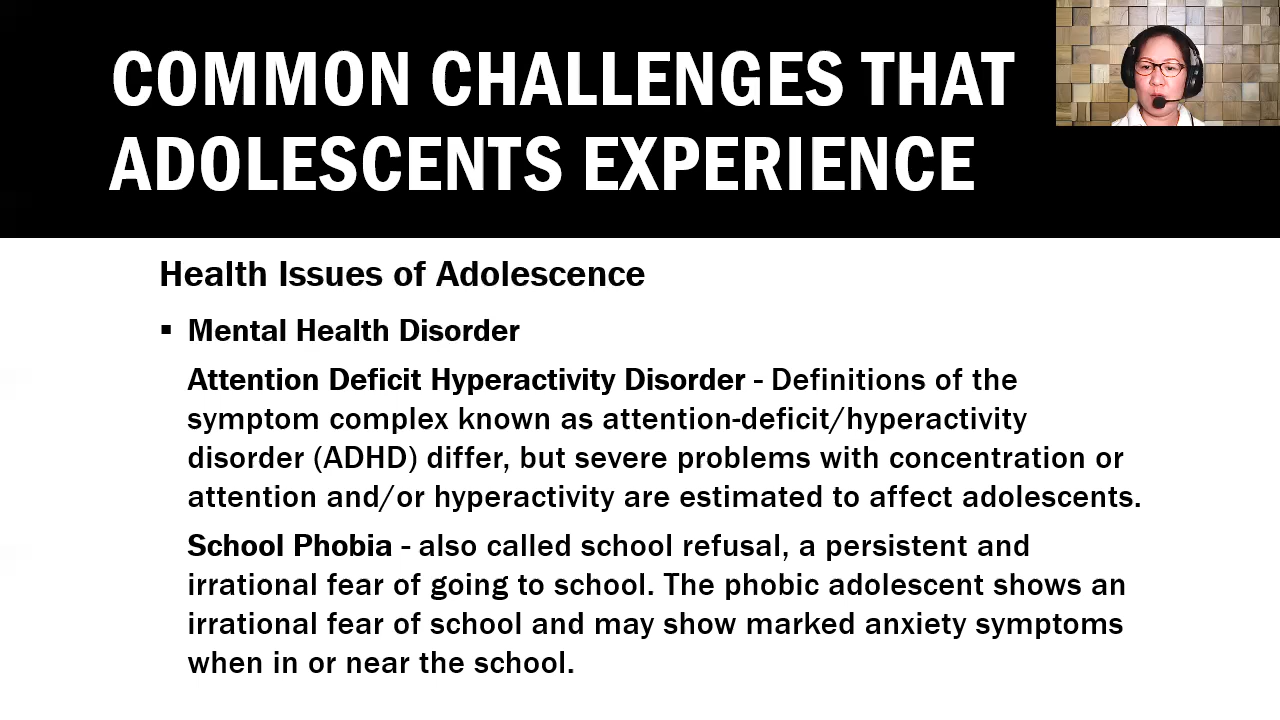 COMMON CHALLENGES THAT
ADOLESCENTS EXPERIENCE
Health Issues of Adolescence
▪ Mental Health Disorder
Attention Deficit Hyperactivity Disorder - Definitions of the
symptom complex known as attention-deficit/hyperactivity
disorder (ADHD) differ, but severe problems with concentration or
attention and/or hyperactivity are estimated to affect adolescents.
School Phobia - also called school refusal, a persistent and
irrational fear of going to school. The phobic adolescent shows an
irrational fear of school and may show marked anxiety symptoms
when in or near the school.